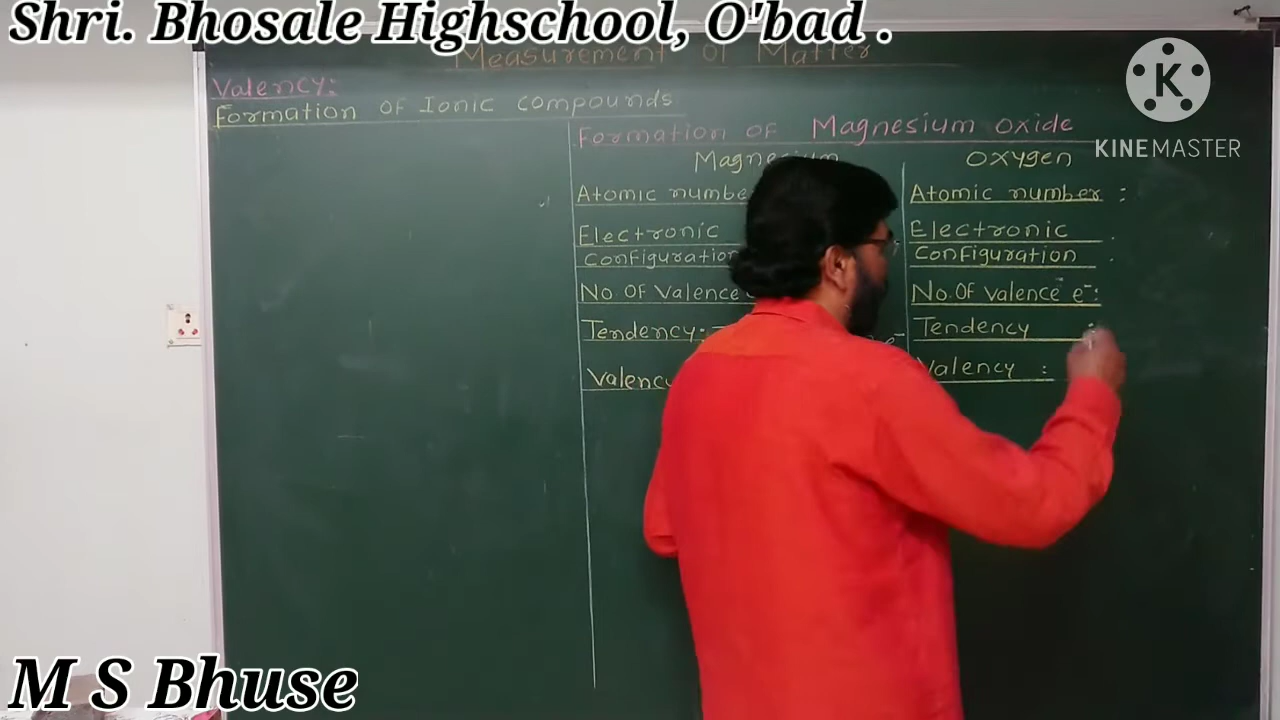 Shri. Bhosale Highschool, O'bad .
Measurement of Matter
KINEMASTER
Valency:
Formation of Ionic compounds
Formation of Magnesium oxide
Magnesium
Oxygen
Atomic number
Atomic number :
Electronic
Configuration
Electronic
Configuration :
No. Of Valence
No. Of valence e⁻:
Tendency:-
e⁻
Tendency :
Valency
Valency :
M S Bhuse